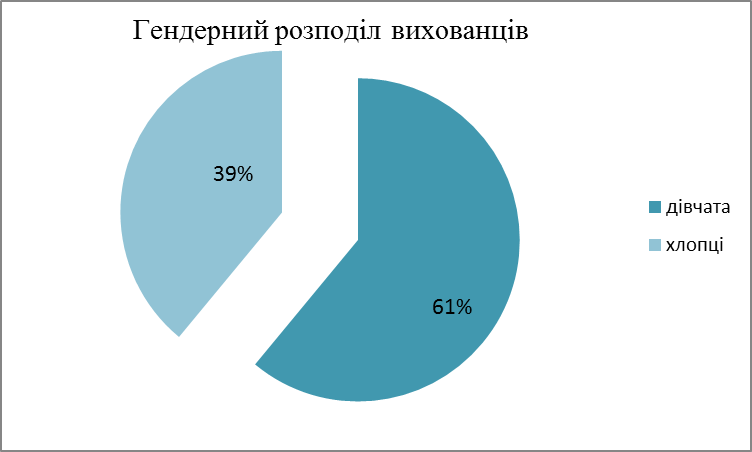 Гендерний розподіл вихованців
39%
61%
дівчата
хлопці